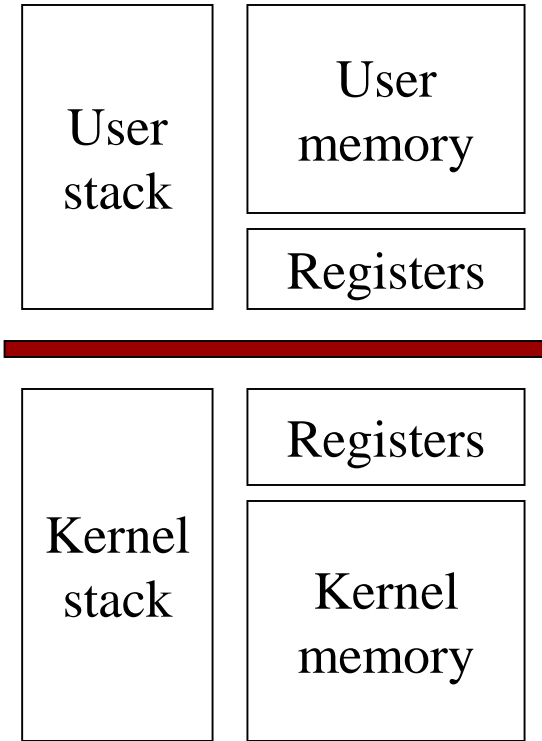 User
stack
User
memory
Registers
Kernel
stack
Registers
Kernel
memory